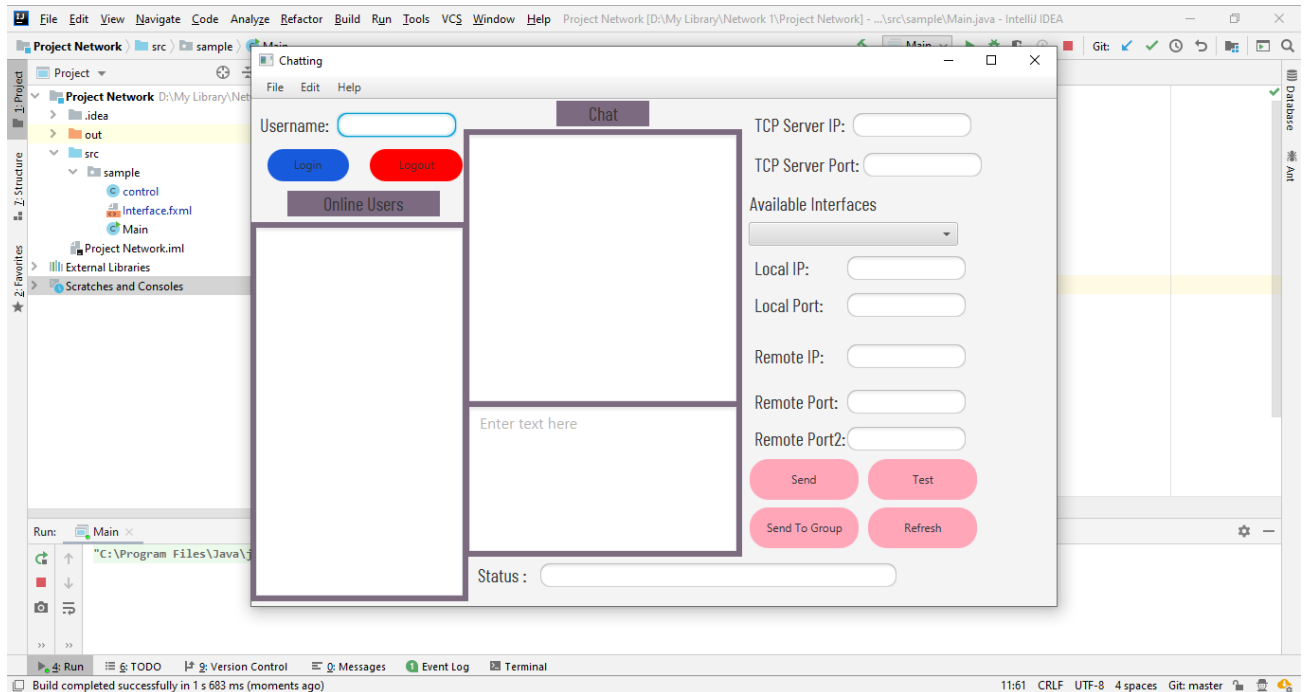 File Edit View Navigate Code Analyze Refactor Build Run Tools VCS Window Help Project Network [D:\My Library\Network 1\Project Network] - ...\src\sample\Main.java - IntelliJ IDEA
Project Network src sample Main Main Git:
Project
Project Network D:\My Library\Net
.idea
out
src
sample
control
Interface.fxml
Main
Project Network.iml
External Libraries
Scratches and Consoles
1: Project
7: Structure
2: Favorites
Database
Ant
Chatting
File Edit Help
Username:
Login Logout
Online Users
Chat
Enter text here
TCP Server IP:
TCP Server Port:
Available Interfaces
Local IP:
Local Port:
Remote IP:
Remote Port:
Remote Port2:
Send Test
Send To Group Refresh
Status :
Run: Main
"C:\Program Files\Java\j
4: Run 6: TODO 9: Version Control 0: Messages 1 Event Log Terminal
Build completed successfully in 1 s 683 ms (moments ago) 11:61 CRLF UTF-8 4 spaces Git: master